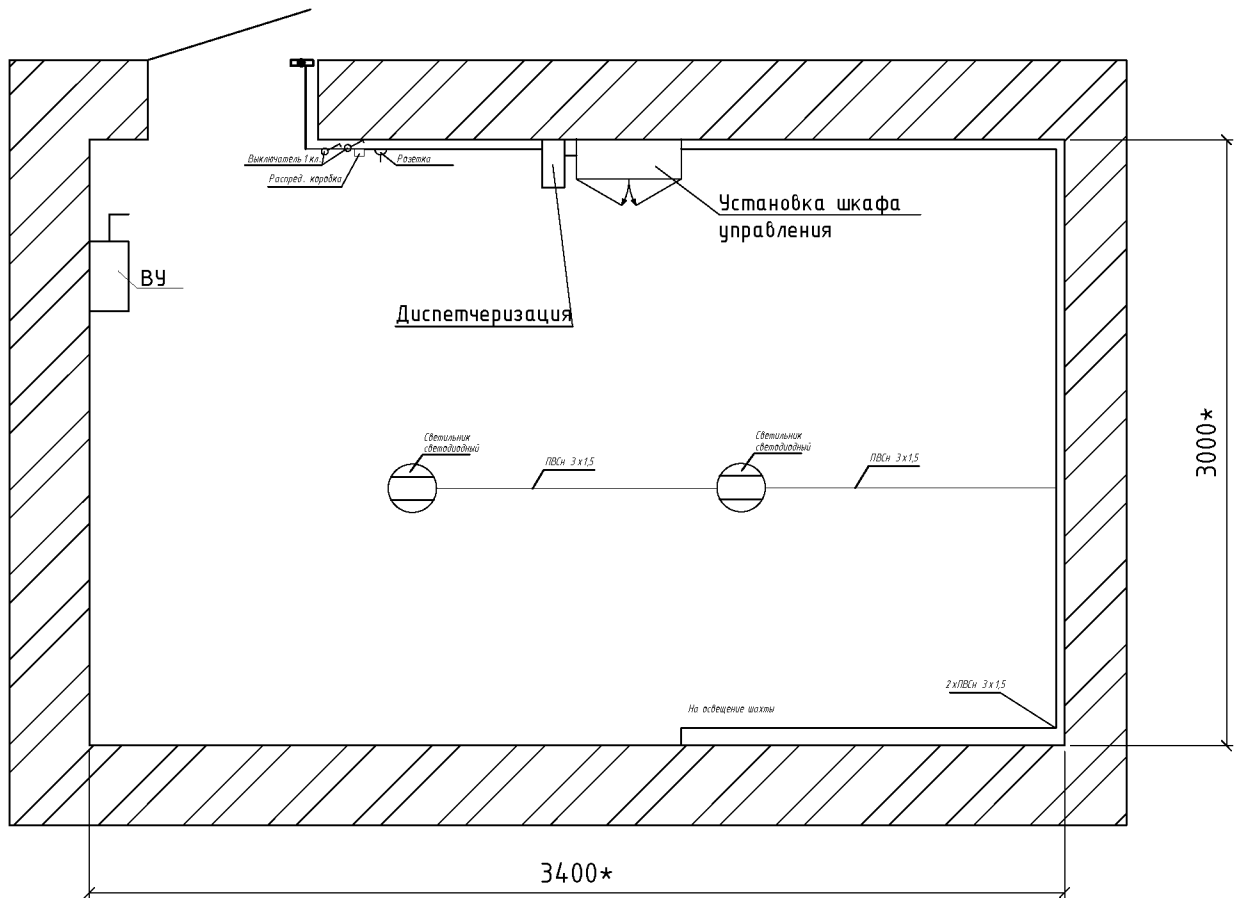 Выключатель 1 кл.
Розетка
Распред. коробка
Установка шкафа
управления
ВУ
Диспетчеризация
3000*
Светильник
светодиодный
ПВСн 3х1,5
Светильник
светодиодный
ПВСн 3х1,5
2хПВСн 3х1,5
На освещение шахты
3400*